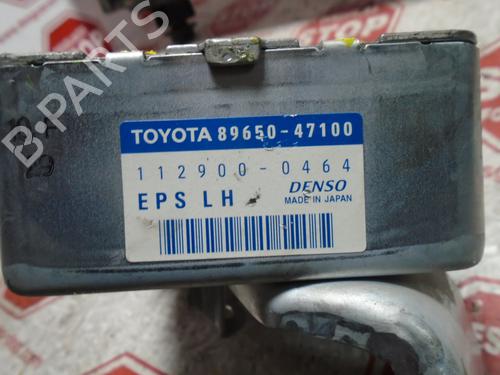 TOYOTA 89650-47100
112900-0464
EPS LH DENSO
MADE IN JAPAN
B-PARTS
STOP